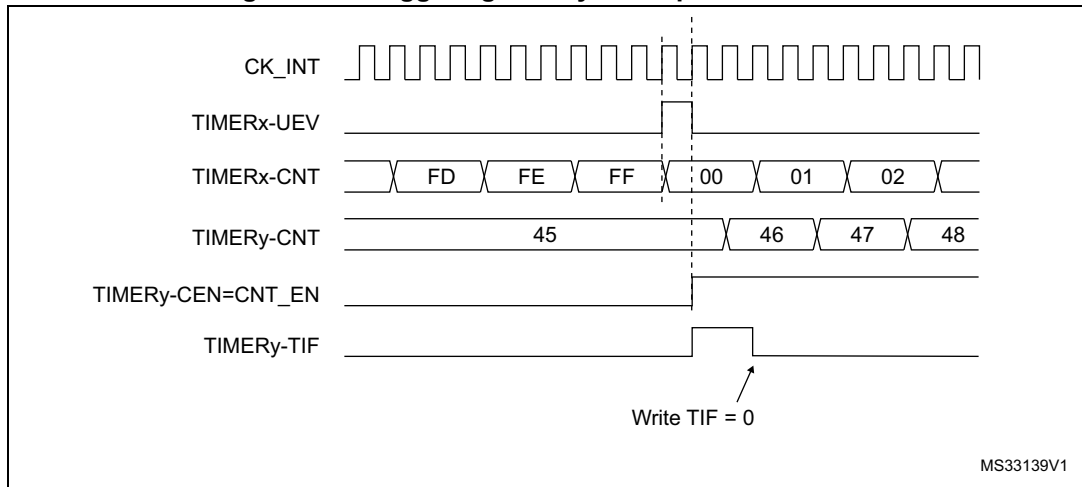 CK_INT
TIMERx-UEV
TIMERx-CNT FD FE FF 00 01 02
TIMERy-CNT 45 46 47 48
TIMERy-CEN=CNT_EN
TIMERy-TIF
Write TIF = 0
MS33139V1